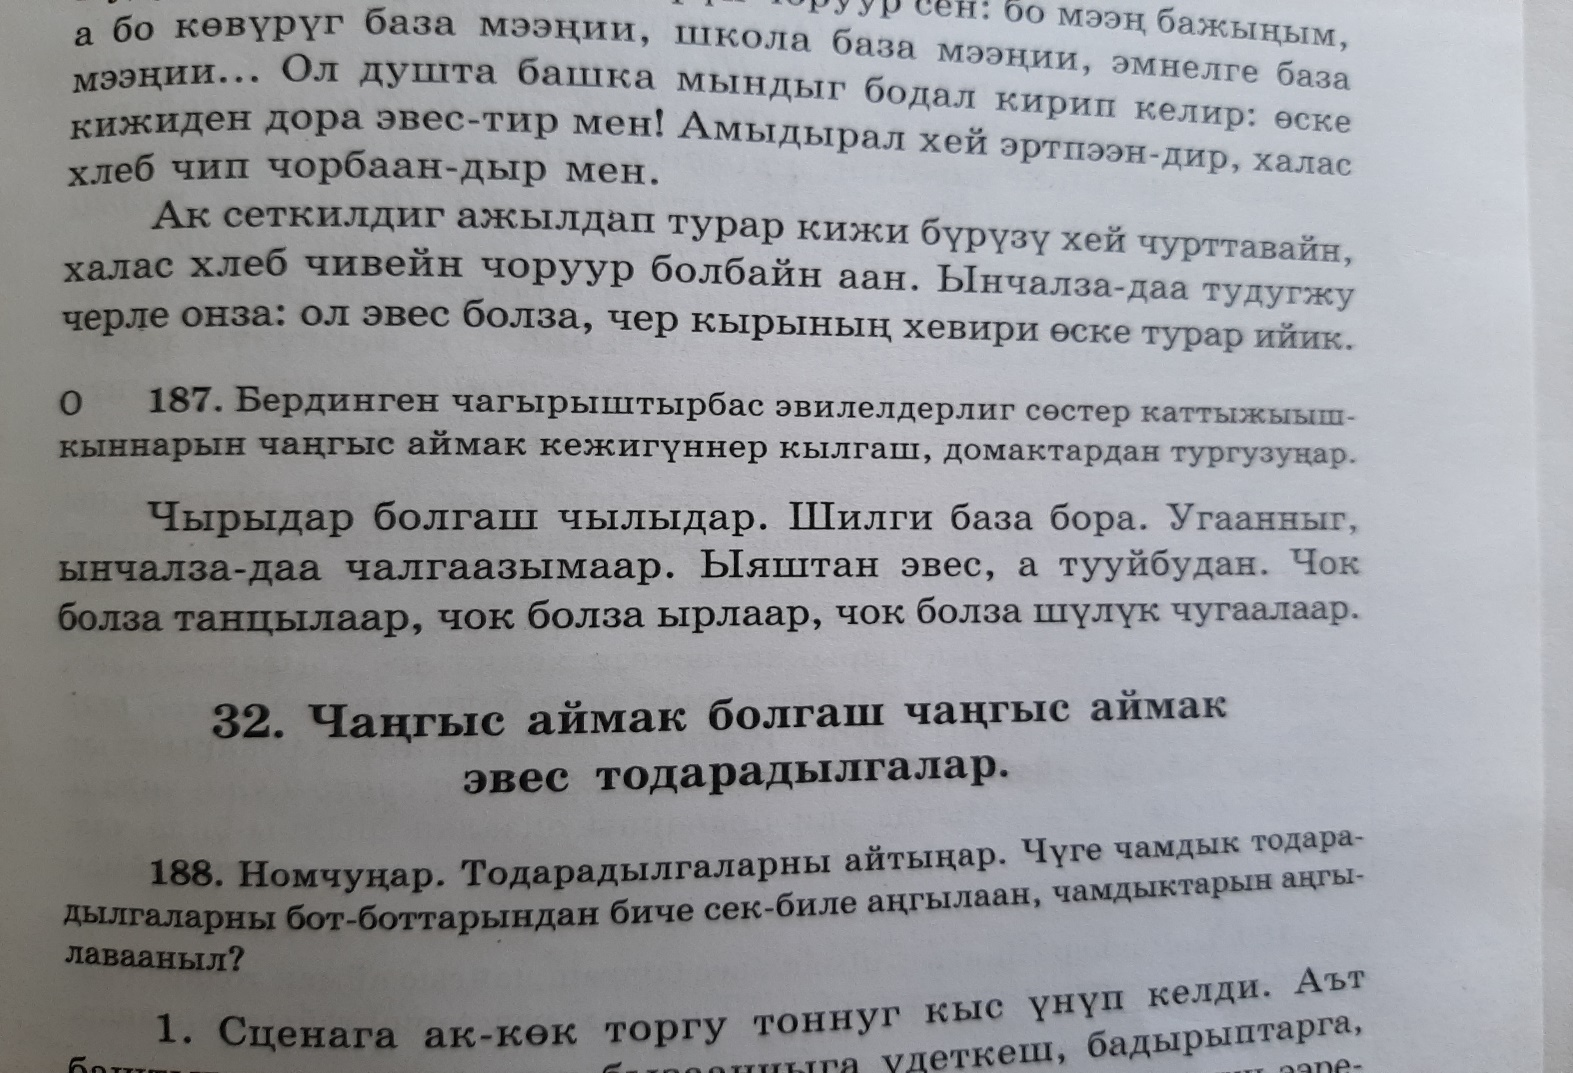 чоруур сен: бо мээң бажыңым,
а бо көвүрүг база мээңии, школа база мээңии, эмнелге база
мээңии... Ол душта башка мындыг бодал кирип келир: өске
кижиден дора эвес-тир мен! Амыдырал хей эртпээн-дир, халас
хлеб чип чорбаан-дыр мен.
Ак сеткилдиг ажылдап турар кижи бүрүзү хей чурттавайн,
халас хлеб чивейн чоруур болбайн аан. Ынчалза-даа тудугжу
черле онза: ол эвес болза, чер кырының хевири өске турар ийик.
О 187. Бердинген чагырыштырбас эвилелдерлиг сөстер каттыжыыш-
кыннарын чаңгыс аймак кежигүннер кылгаш, домактардан тургузуңар.
Чырыдар болгаш чылыдар. Шилги база бора. Угаанныг,
ынчалза-даа чалгаазымаар. Ыяштан эвес, а тууйбудан. Чок
болза танцылаар, чок болза ырлаар, чок болза шүлүк чугаалаар.
32. Чаңгыс аймак болгаш чаңгыс аймак
эвес тодарадылгалар.
188. Номчуңар. Тодарадылгаларны айтыңар. Чүге чамдык тодара-
дылгаларны бот-боттарындан биче сек-биле аңгылаан, чамдыктарын аңгы-
лавааныл?
1. Сценага ак-көк торгу тоннуг кыс үнүп келди. Аът
үдеткеш, бадырыптарга,